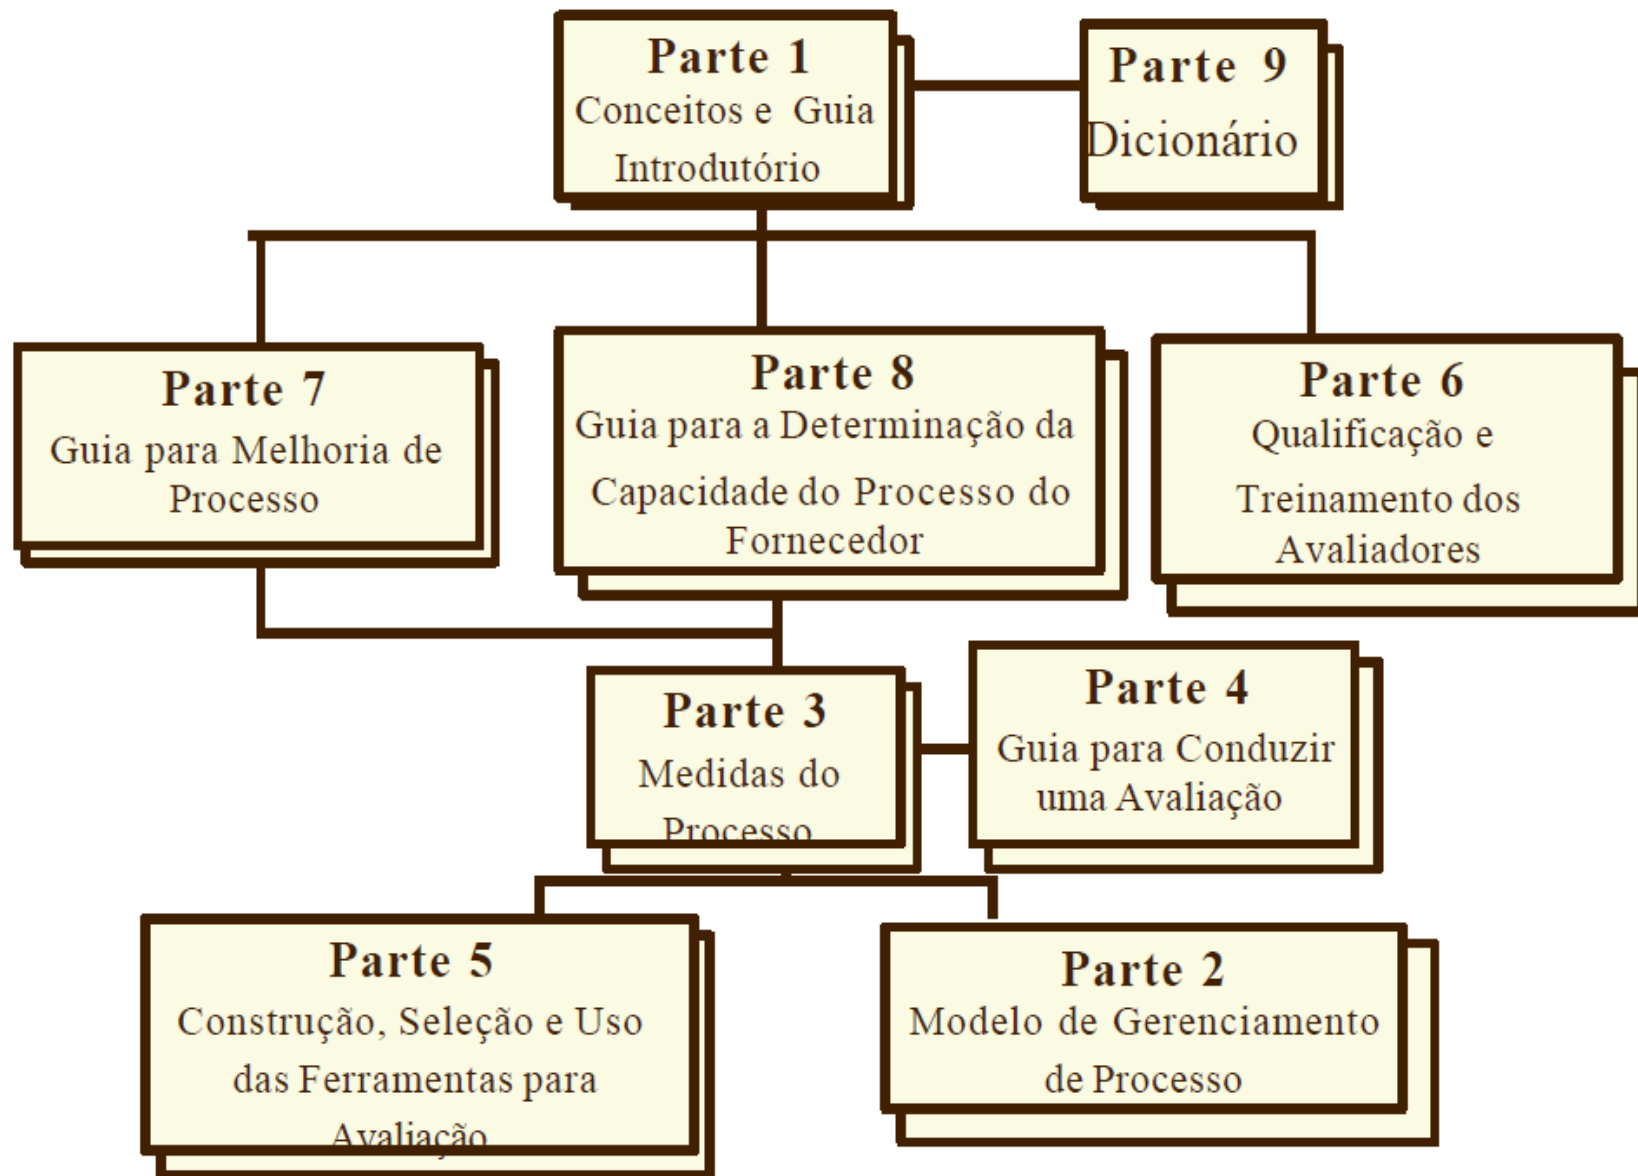 Parte 1
Conceitos e Guia
Introdutório
Parte 9
Dicionário
Parte 7
Guia para Melhoria de
Processo
Parte 8
Guia para a Determinação da
Capacidade do Processo do
Fornecedor
Parte 6
Qualificação e
Treinamento dos
Avaliadores
Parte 3
Medidas do
Processo
Parte 4
Guia para Conduzir
uma Avaliação
Parte 5
Construção, Seleção e Uso
das Ferramentas para
Avaliação
Parte 2
Modelo de Gerenciamento
de Processo